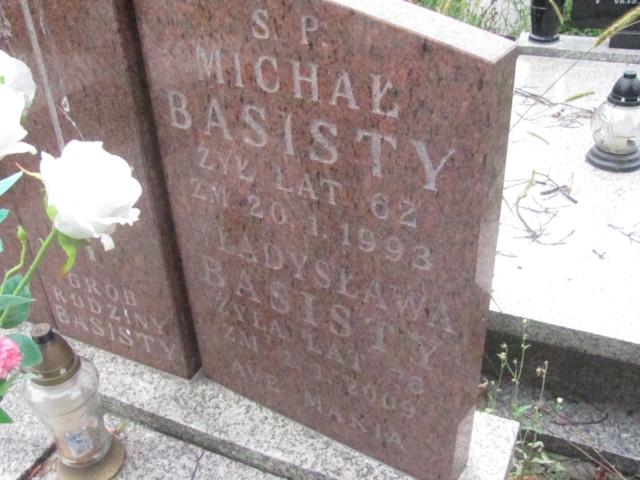 GROB
RODZINY
BASISTY
S. P.
MICHAŁ
BASISTY
ŻYŁ LAT 62
ZM 20 1.1993
WŁADYSŁAWA
BASISTY
ŻYŁA LAT
ZM 2009
AVE MARIA